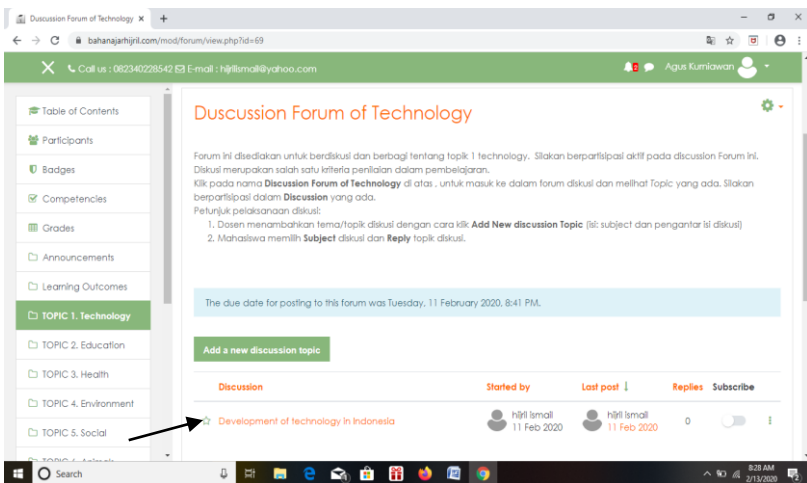 Duscussion Forum of Technology
bahanajarhijril.com/mod/forum/view.php?id=69
Call us : 082340228542 E-mail : hijrilismail@yahoo.com
Agus Kurniawan
Table of Contents
Participants
Badges
Competencies
Grades
Announcements
Learning Outcomes
TOPIC 1. Technology
TOPIC 2. Education
TOPIC 3. Health
TOPIC 4. Environment
TOPIC 5. Social
Duscussion Forum of Technology
Forum ini disediakan untuk berdiskusi dan berbagi tentang topik 1 technology. Silakan berpartisipasi aktif pada discussion Forum ini.
Diskusi merupakan salah satu kriteria penilaian dalam pembelajaran.
Klik pada nama Discussion Forum of Technology di atas , untuk masuk ke dalam forum diskusi dan melihat Topic yang ada. Silakan
berpartisipasi dalam Discussion yang ada.
Petunjuk pelaksanaan diskusi:
1. Dosen menambahkan tema/topik diskusi dengan cara klik Add New discussion Topic (isi: subject dan pengantar isi diskusi)
2. Mahasiswa memilih Subject diskusi dan Reply topik diskusi.
The due date for posting to this forum was Tuesday, 11 February 2020, 8:41 PM.
Add a new discussion topic
Discussion Started by Last post ↓ Replies Subscribe
Development of technology in Indonesia
hijril ismail
11 Feb 2020
hijril ismail
11 Feb 2020
0
Search
8:28 AM
2/13/2020